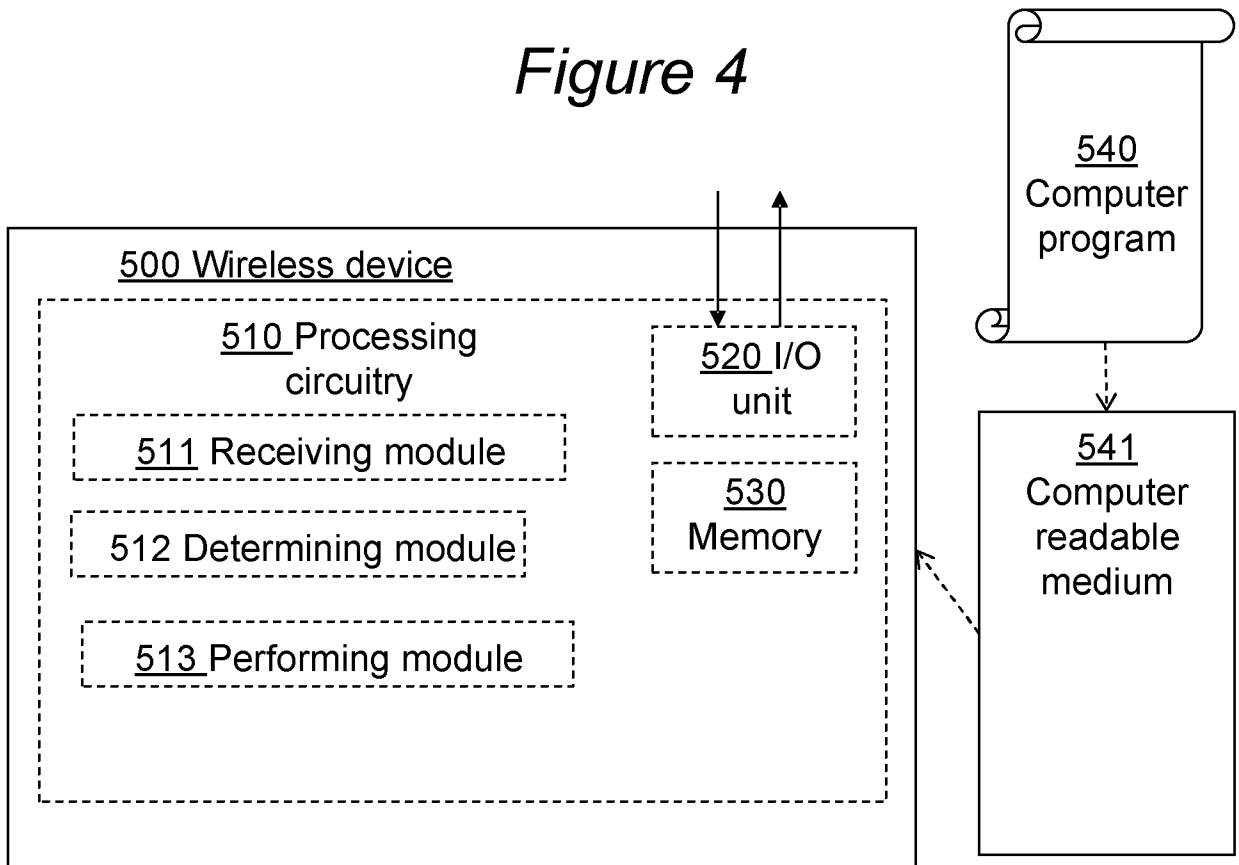 Figure 4
540
Computer
program
500 Wireless device
510 Processing
circuitry
520 I/O
unit
511 Receiving module
530
Memory
512 Determining module
513 Performing module
541
Computer
readable
medium